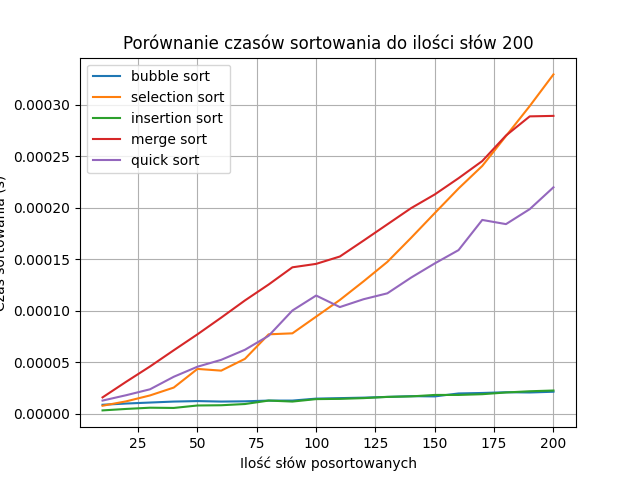 Porównanie czasów sortowania do ilości słów 200
bubble sort
selection sort
insertion sort
merge sort
quick sort
0.00030
0.00025
0.00020
0.00015
0.00010
0.00005
0.00000
sortowania (s)
25 50 75 100 125 150 175 200
Ilość słów posortowanych